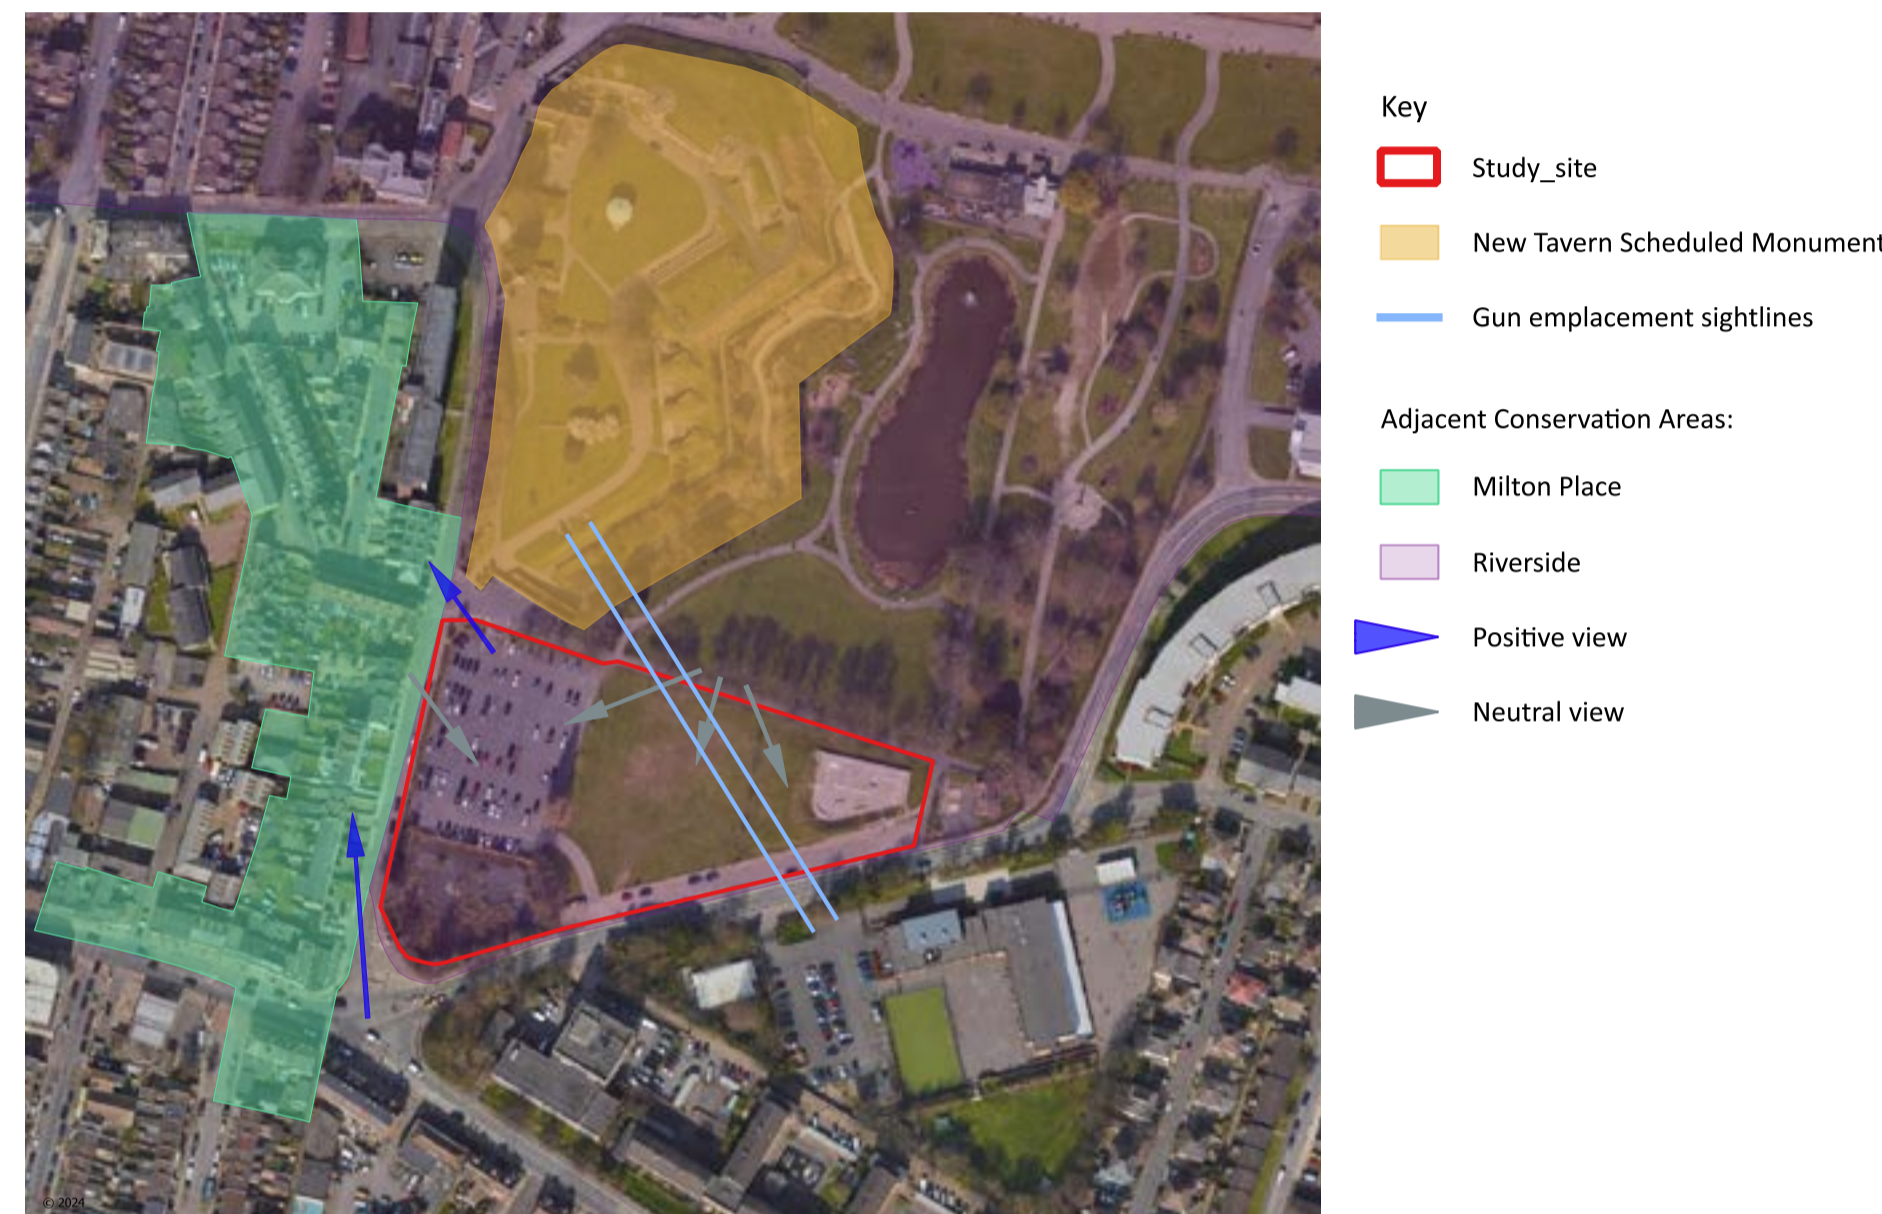 Key
Study_site
New Tavern Scheduled Monument
Gun emplacement sightlines
Adjacent Conservation Areas:
Milton Place
Riverside
Positive view
Neutral view
© 2024